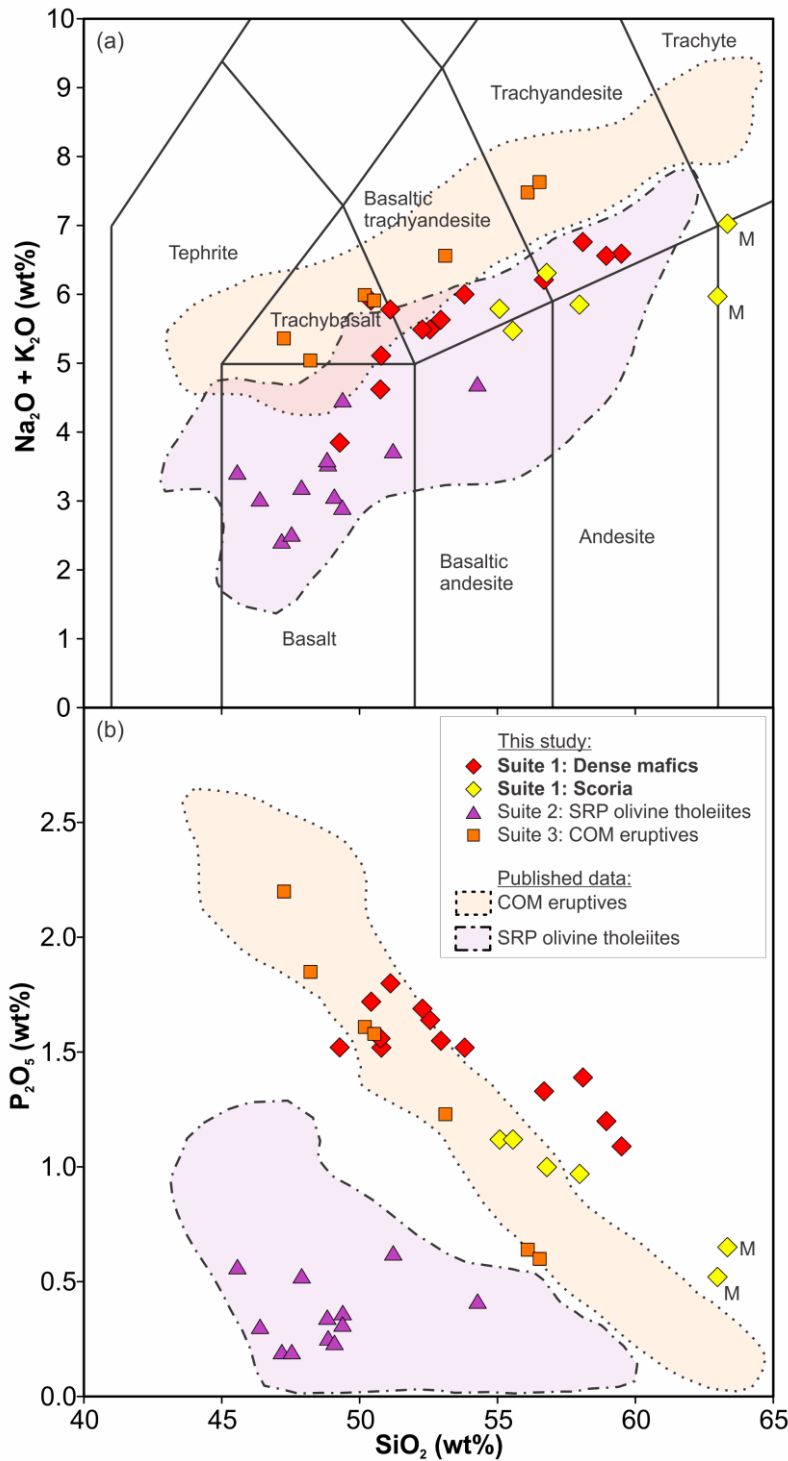 (a)
Trachyte
Trachyandesite
Basaltic
trachyandesite
Tephrite
Trachybasalt
M
M
Andesite
Basaltic
andesite
Basalt
10
9
8
7
6
5
4
3
2
1
0
Na₂O + K₂O (wt%)
(b)
This study:
Suite 1: Dense mafics
Suite 1: Scoria
Suite 2: SRP olivine tholeiites
Suite 3: COM eruptives
Published data:
COM eruptives
SRP olivine tholeiites
M
M
2.5
2.0
1.5
1.0
0.5
0.0
P₂O₅ (wt%)
40
45
50
55
60
65
SiO₂ (wt%)